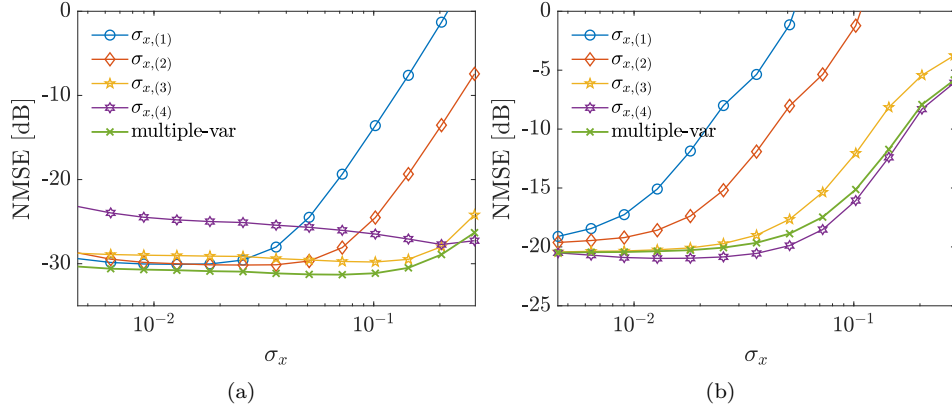 0
-10
-20
-30
NMSE [dB]
10⁻²
10⁻¹
σₓ
σₓ,₍₁₎
σₓ,₍₂₎
σₓ,₍₃₎
σₓ,₍₄₎
multiple-var
(a)
0
-5
-10
-15
-20
-25
NMSE [dB]
10⁻²
10⁻¹
σₓ
σₓ,₍₁₎
σₓ,₍₂₎
σₓ,₍₃₎
σₓ,₍₄₎
multiple-var
(b)